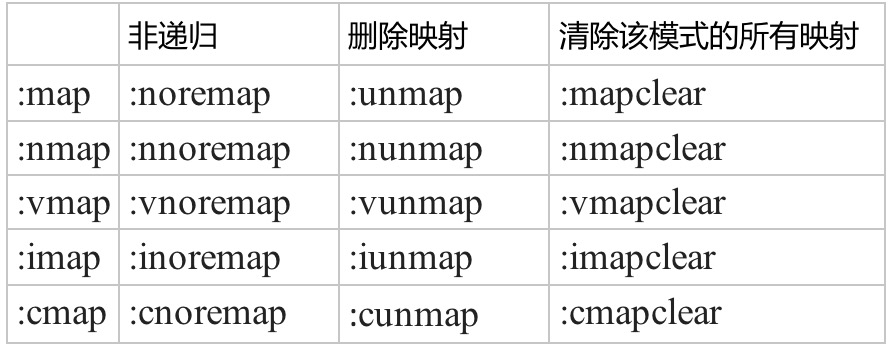 非递归 删除映射 清除该模式的所有映射
:map :noremap :unmap :mapclear
:nmap :nnoremap :nunmap :nmapclear
:vmap :vnoremap :vunmap :vmapclear
:imap :inoremap :iunmap :imapclear
:cmap :cnoremap :cunmap :cmapclear